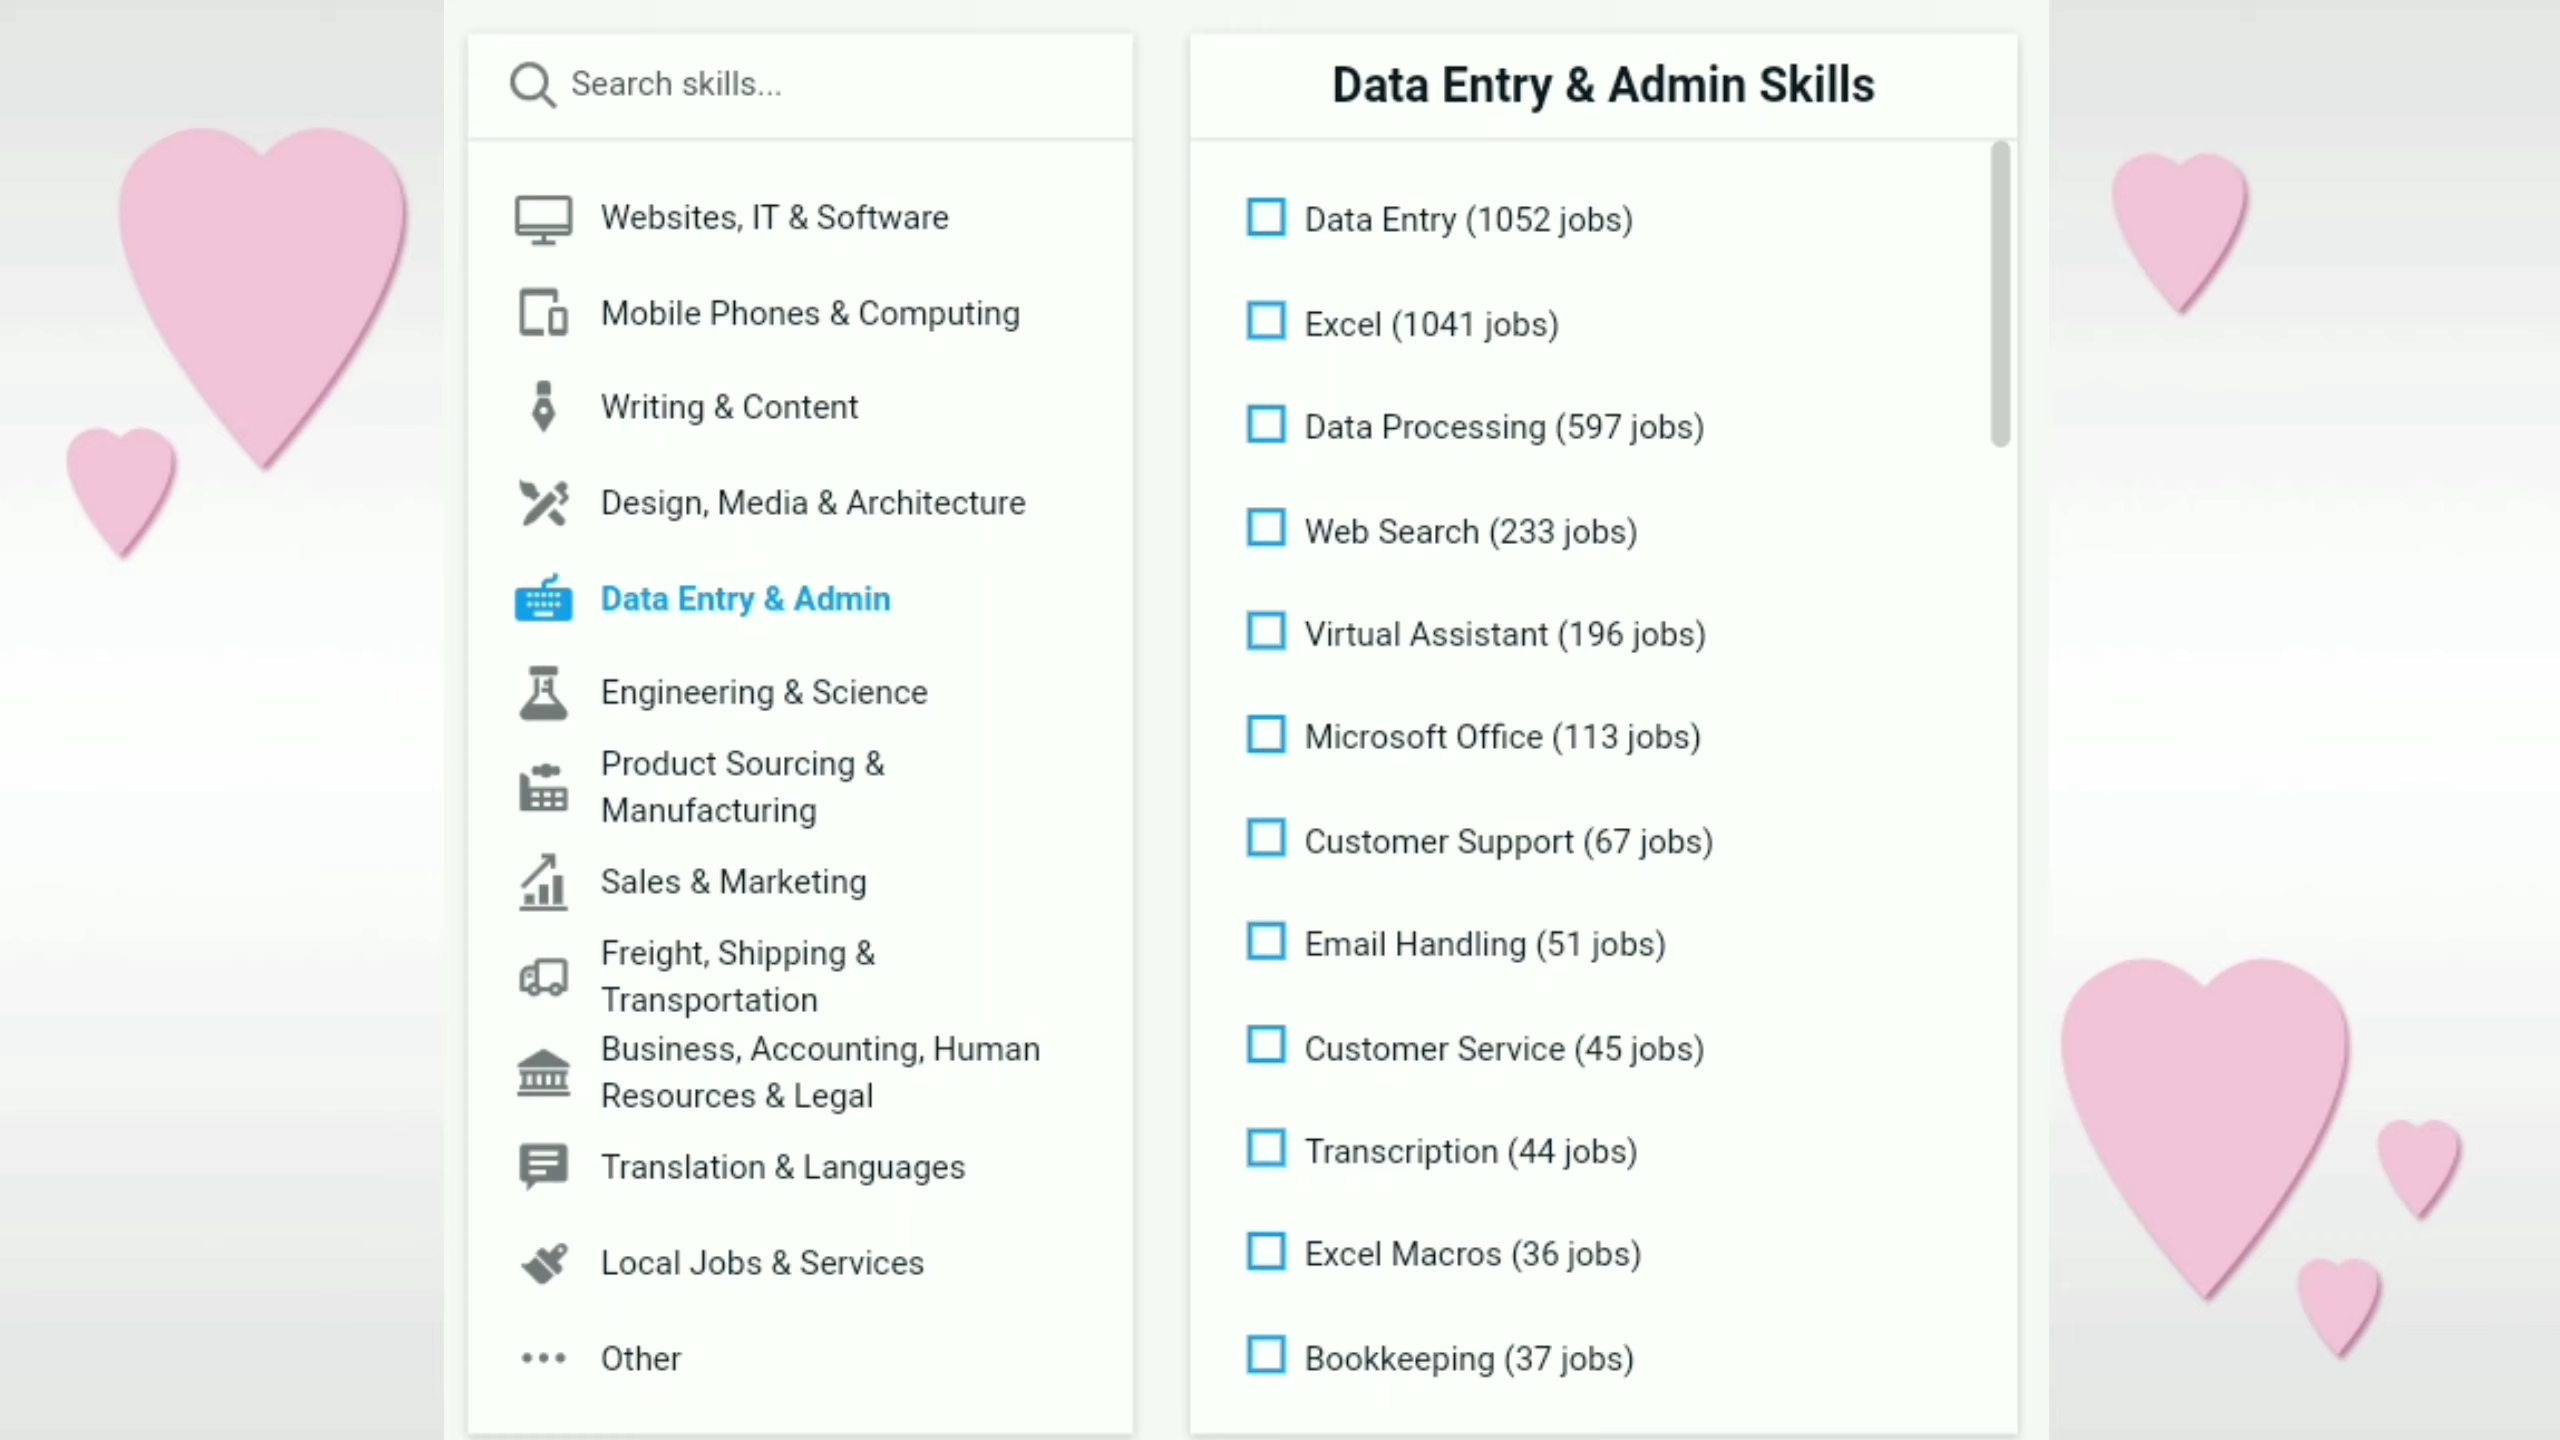 Search skills...
Websites, IT & Software
Mobile Phones & Computing
Writing & Content
Design, Media & Architecture
Data Entry & Admin
Engineering & Science
Product Sourcing &
Manufacturing
Sales & Marketing
Freight, Shipping &
Transportation
Business, Accounting, Human
Resources & Legal
Translation & Languages
Local Jobs & Services
Other
Data Entry & Admin Skills
Data Entry (1052 jobs)
Excel (1041 jobs)
Data Processing (597 jobs)
Web Search (233 jobs)
Virtual Assistant (196 jobs)
Microsoft Office (113 jobs)
Customer Support (67 jobs)
Email Handling (51 jobs)
Customer Service (45 jobs)
Transcription (44 jobs)
Excel Macros (36 jobs)
Bookkeeping (37 jobs)